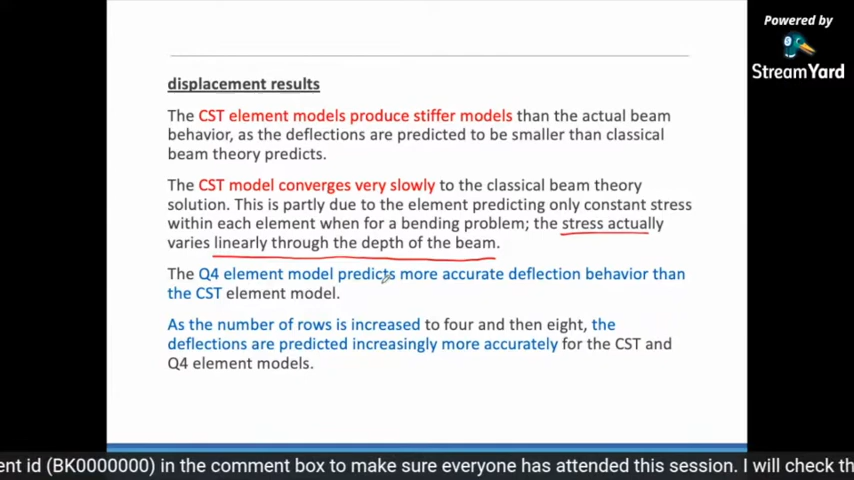 Powered by
StreamYard
displacement results
The CST element models produce stiffer models than the actual beam
behavior, as the deflections are predicted to be smaller than classical
beam theory predicts.
The CST model converges very slowly to the classical beam theory
solution. This is partly due to the element predicting only constant stress
within each element when for a bending problem; the stress actually
varies linearly through the depth of the beam.
The Q4 element model predicts more accurate deflection behavior than
the CST element model.
As the number of rows is increased to four and then eight, the
deflections are predicted increasingly more accurately for the CST and
Q4 element models.
ent id (BK0000000) in the comment box to make sure everyone has attended this session. I will check th